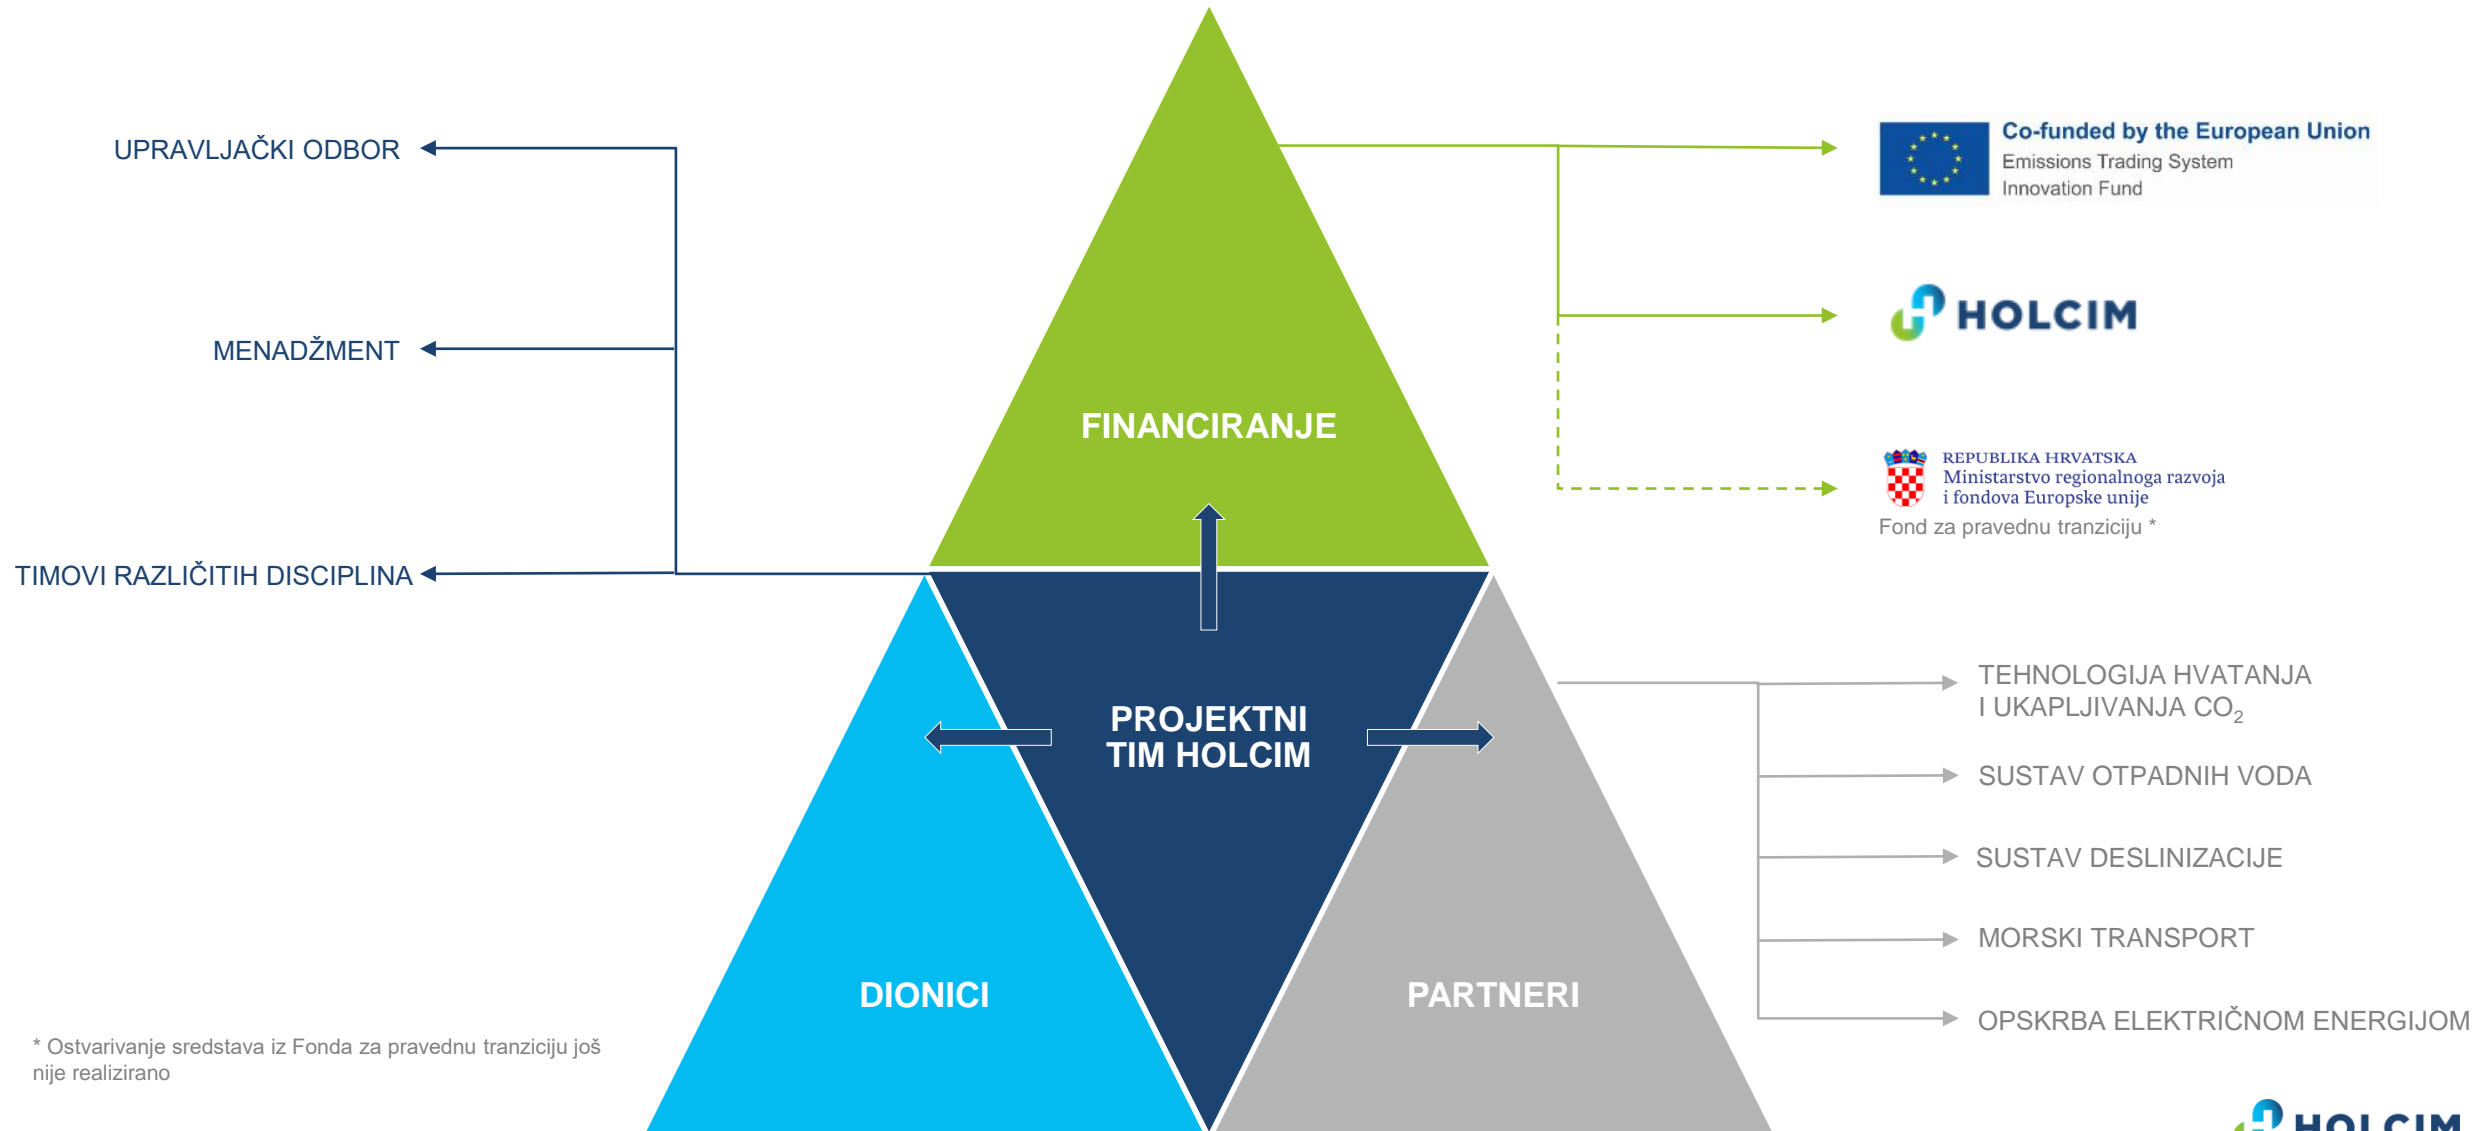 UPRAVLJAČKI ODBOR
MENADŽMENT
TIMOVI RAZLIČITIH DISCIPLINA
FINANCIRANJE
PROJEKTNI
TIM HOLCIM
DIONICI
PARTNERI
Co-funded by the European Union
Emissions Trading System
Innovation Fund
HOLCIM
REPUBLIKA HRVATSKA
Ministarstvo regionalnoga razvoja
i fondova Europske unije
Fond za pravednu tranziciju *
TEHNOLOGIJA HVATANJA
I UKAPLJIVANJA CO₂
SUSTAV OTPADNIH VODA
SUSTAV DESLINIZACIJE
MORSKI TRANSPORT
OPSKRBA ELEKTRIČNOM ENERGIJOM
* Ostvarivanje sredstava iz Fonda za pravednu tranziciju još
nije realizirano
HOLCIM